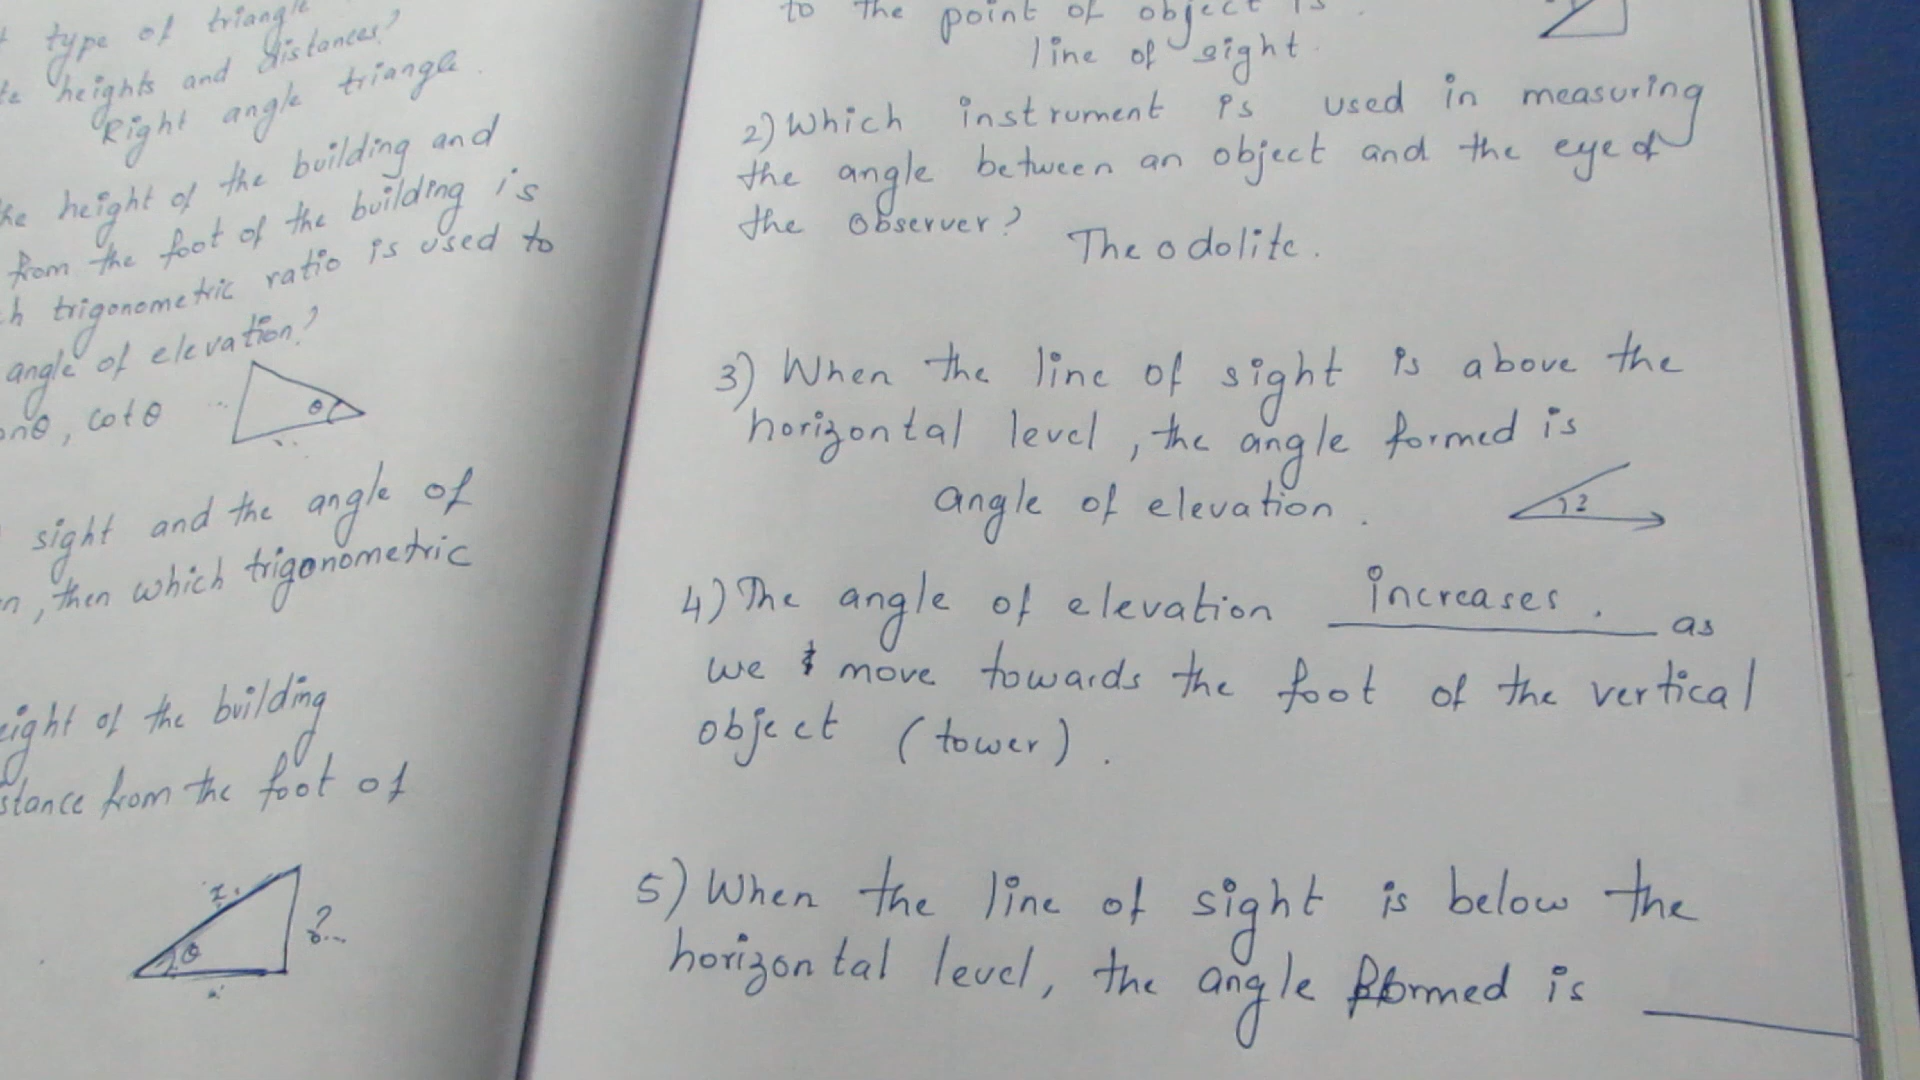 type of triangle
heights and distances?
Right angle triangle.
height of the building and
from the foot of the building is
trigonometric ratio is used to
angle of elevation?
cotθ
θ
sight and the angle of
, then which trigonometric
of the building
from the foot of
θ
?
to the point of object is
line of sight.
2) Which instrument is used in measuring
the angle between an object and the eye of
the observer?
Theodolite.
3) When the line of sight is above the
horizontal level, the angle formed is
angle of elevation.
?
4) The angle of elevation increases. as
we move towards the foot of the vertical
object (tower).
5) When the line of sight is below the
horizontal level, the angle formed is